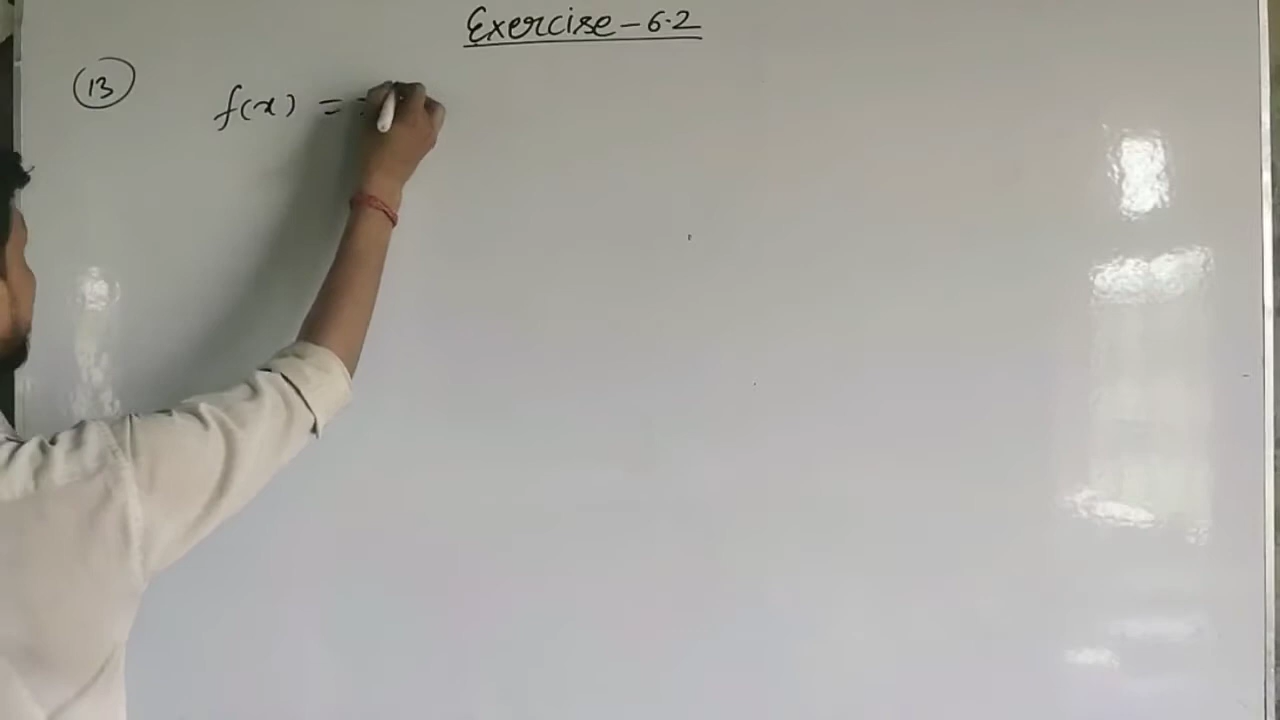 Exercise - 6.2
13 f(x) =